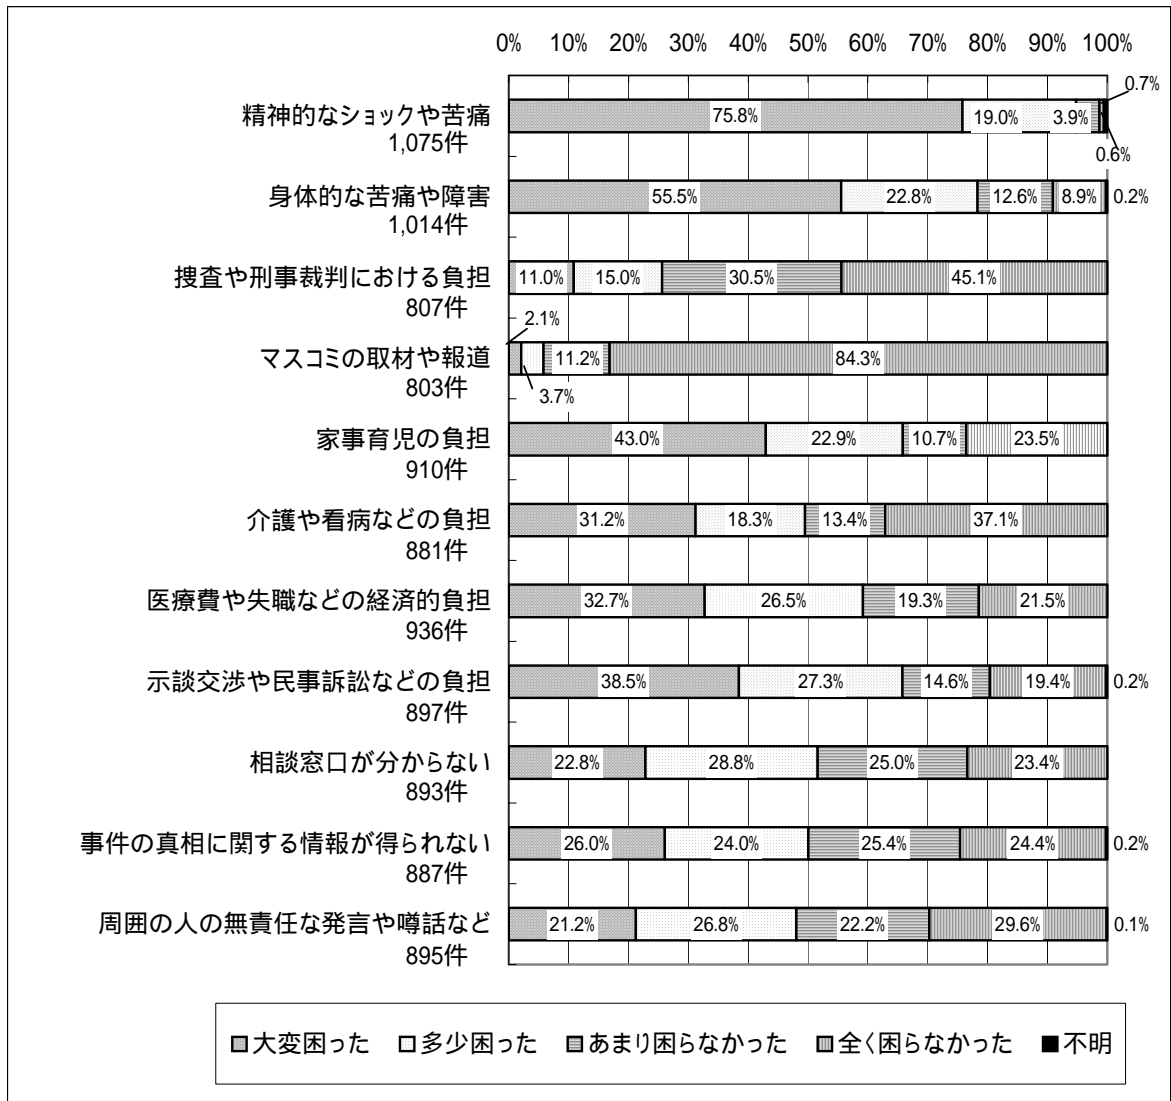 0% 10% 20% 30% 40% 50% 60% 70% 80% 90% 100%
精神的なショックや苦痛
1,075件
75.8% 19.0% 3.9% 0.6% 0.7%
身体的な苦痛や障害
1,014件
55.5% 22.8% 12.6% 8.9% 0.2%
捜査や刑事裁判における負担
807件
11.0% 15.0% 30.5% 45.1%
マスコミの取材や報道
803件
2.1% 3.7% 11.2% 84.3%
家事育児の負担
910件
43.0% 22.9% 10.7% 23.5%
介護や看病などの負担
881件
31.2% 18.3% 13.4% 37.1%
医療費や失職などの経済的負担
936件
32.7% 26.5% 19.3% 21.5%
示談交渉や民事訴訟などの負担
897件
38.5% 27.3% 14.6% 19.4% 0.2%
相談窓口が分からない
893件
22.8% 28.8% 25.0% 23.4%
事件の真相に関する情報が得られない
887件
26.0% 24.0% 25.4% 24.4% 0.2%
周囲の人の無責任な発言や噂話など
895件
21.2% 26.8% 22.2% 29.6% 0.1%
大変困った 多少困った あまり困らなかった 全く困らなかった 不明